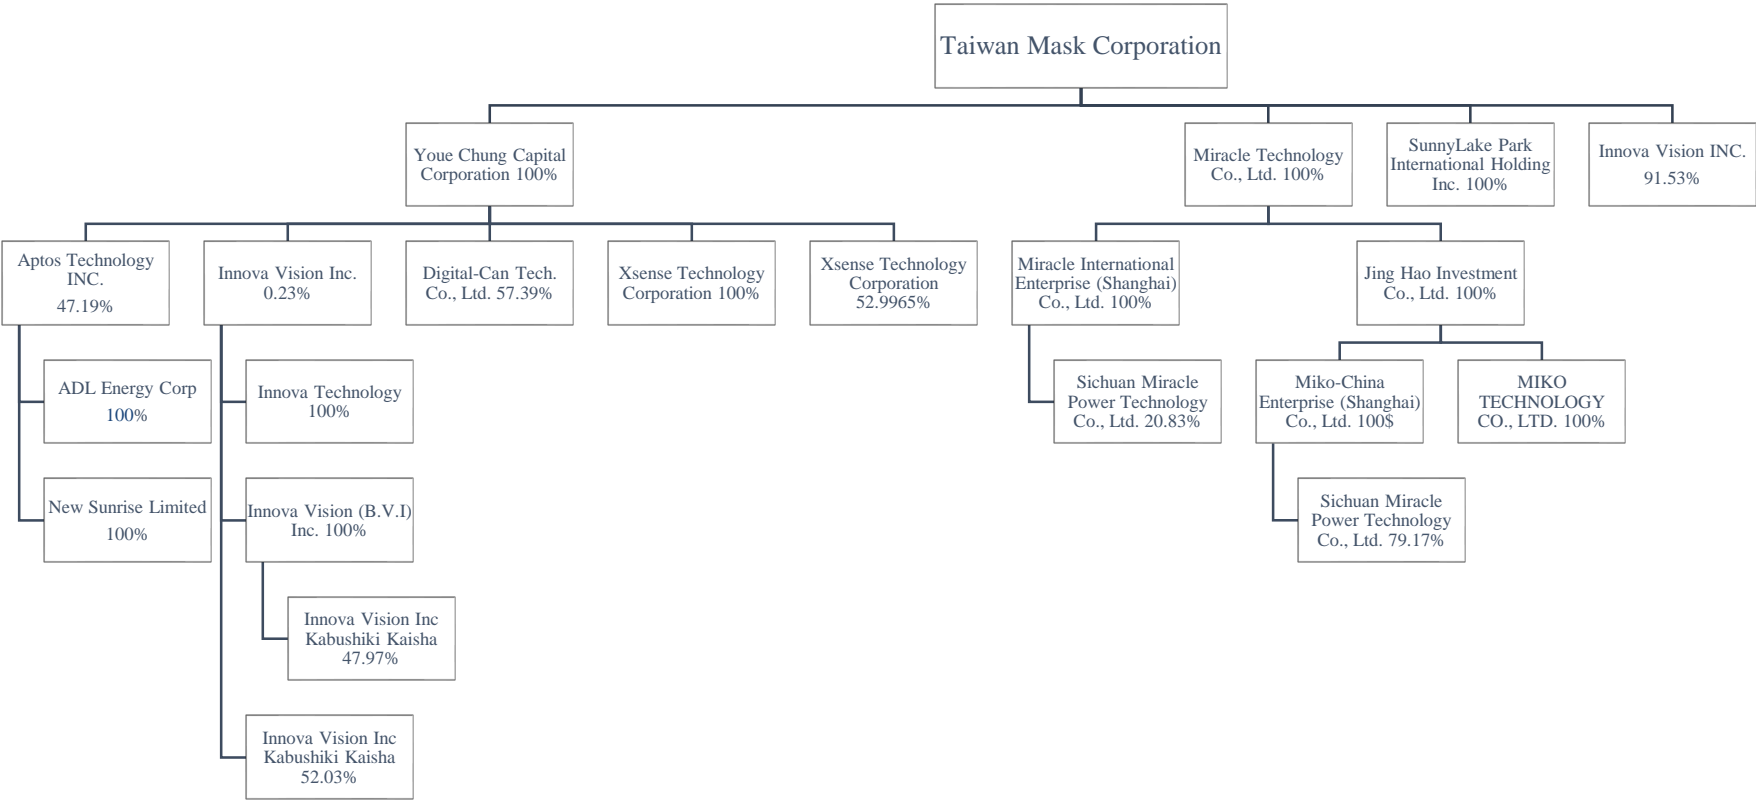 Taiwan Mask Corporation
Youe Chung Capital
Corporation 100%
Miracle Technology
Co., Ltd. 100%
SunnyLake Park
International Holding
Inc. 100%
Innova Vision INC.
91.53%
Aptos Technology
INC.
47.19%
Innova Vision Inc.
0.23%
Digital-Can Tech.
Co., Ltd. 57.39%
Xsense Technology
Corporation 100%
Xsense Technology
Corporation
52.9965%
Miracle International
Enterprise (Shanghai)
Co., Ltd. 100%
Jing Hao Investment
Co., Ltd. 100%
ADL Energy Corp
100%
Innova Technology
100%
Sichuan Miracle
Power Technology
Co., Ltd. 20.83%
Miko-China
Enterprise (Shanghai)
Co., Ltd. 100$
MIKO
TECHNOLOGY
CO., LTD. 100%
New Sunrise Limited
100%
Innova Vision (B.V.I)
Inc. 100%
Sichuan Miracle
Power Technology
Co., Ltd. 79.17%
Innova Vision Inc
Kabushiki Kaisha
47.97%
Innova Vision Inc
Kabushiki Kaisha
52.03%